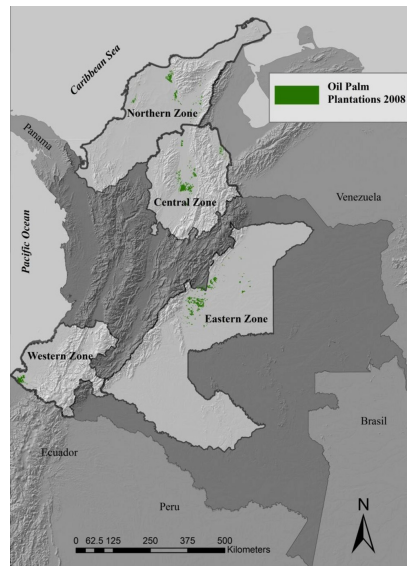 Caribbean Sea
Oil Palm
Plantations 2008
Northern Zone
Panama
Venezuela
Central Zone
Pacific Ocean
Eastern Zone
Western Zone
Brasil
Ecuador
Peru
N
0 62.5 125 250 375 500
Kilometers